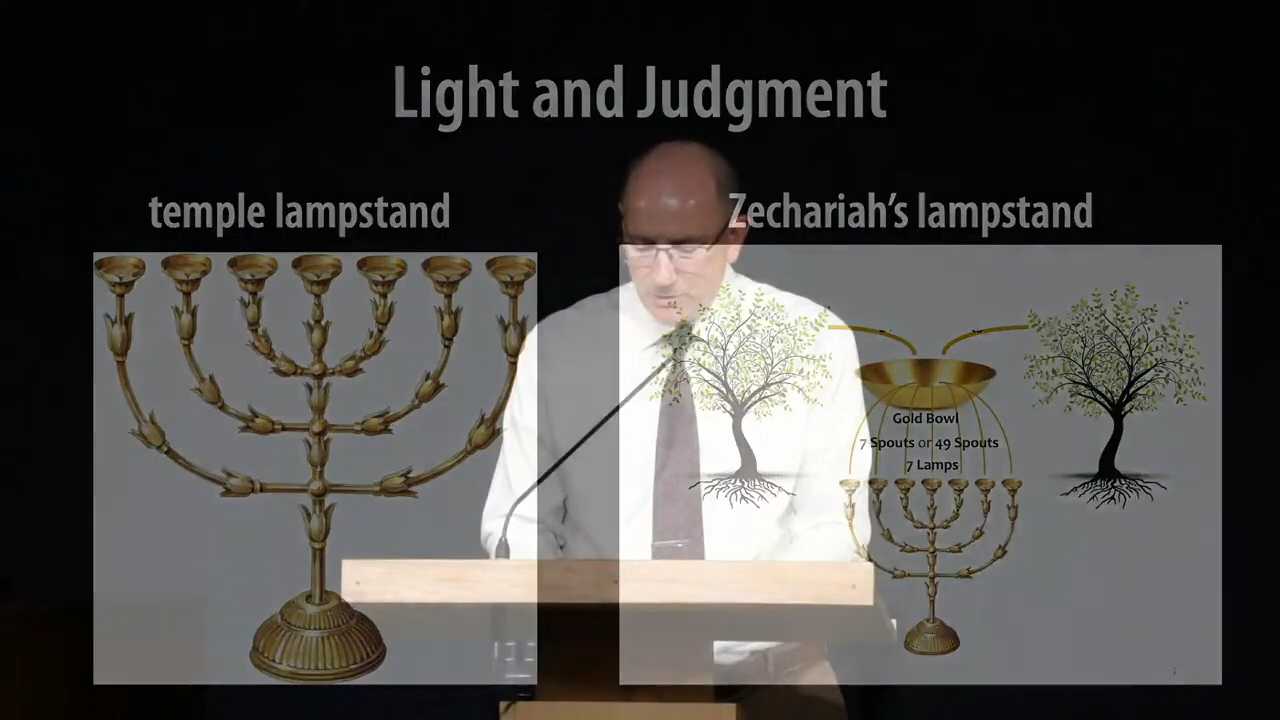 Light and Judgment
temple lampstand
Zechariah's lampstand
Gold Bowl
7 Spouts or 49 Spouts
7 Lamps